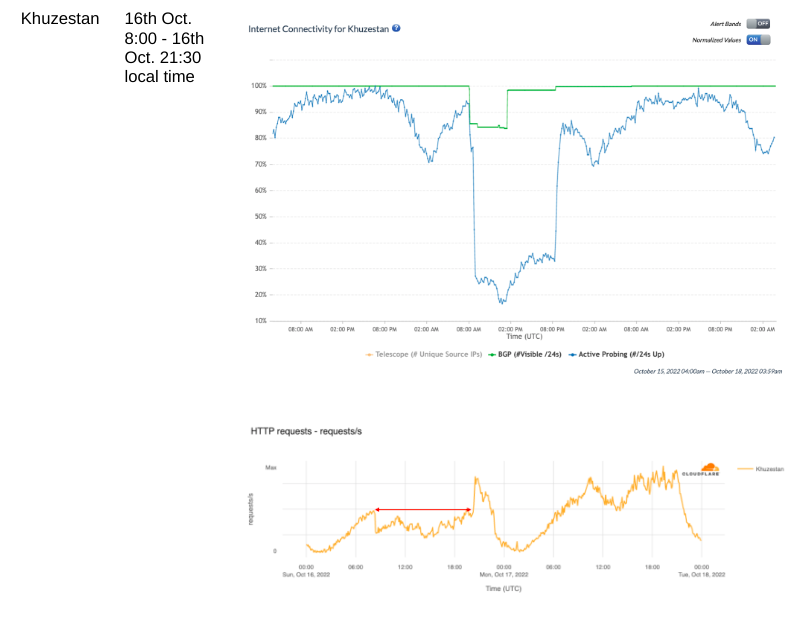 Khuzestan
16th Oct.
8:00 - 16th
Oct. 21:30
local time
Internet Connectivity for Khuzestan ?
Alert Bands OFF
Normalized Values ON
100%
90%
80%
70%
60%
50%
40%
30%
20%
10%
08:00 AM 02:00 PM 08:00 PM 02:00 AM 08:00 AM 02:00 PM 08:00 PM 02:00 AM 08:00 AM 02:00 PM 08:00 PM 02:00 AM
Time (UTC)
Telescope (# Unique Source IPs) BGP (#Visible /24s) Active Probing (#/24s Up)
October 15, 2022 04:00am -- October 18, 2022 03:59am
HTTP requests - requests/s
Max
requests/s
0
CLOUDFLARE
Khuzestan
00:00 06:00 12:00 18:00 00:00 06:00 12:00 18:00 00:00
Sun, Oct 16, 2022 Mon, Oct 17, 2022 Tue, Oct 18, 2022
Time (UTC)